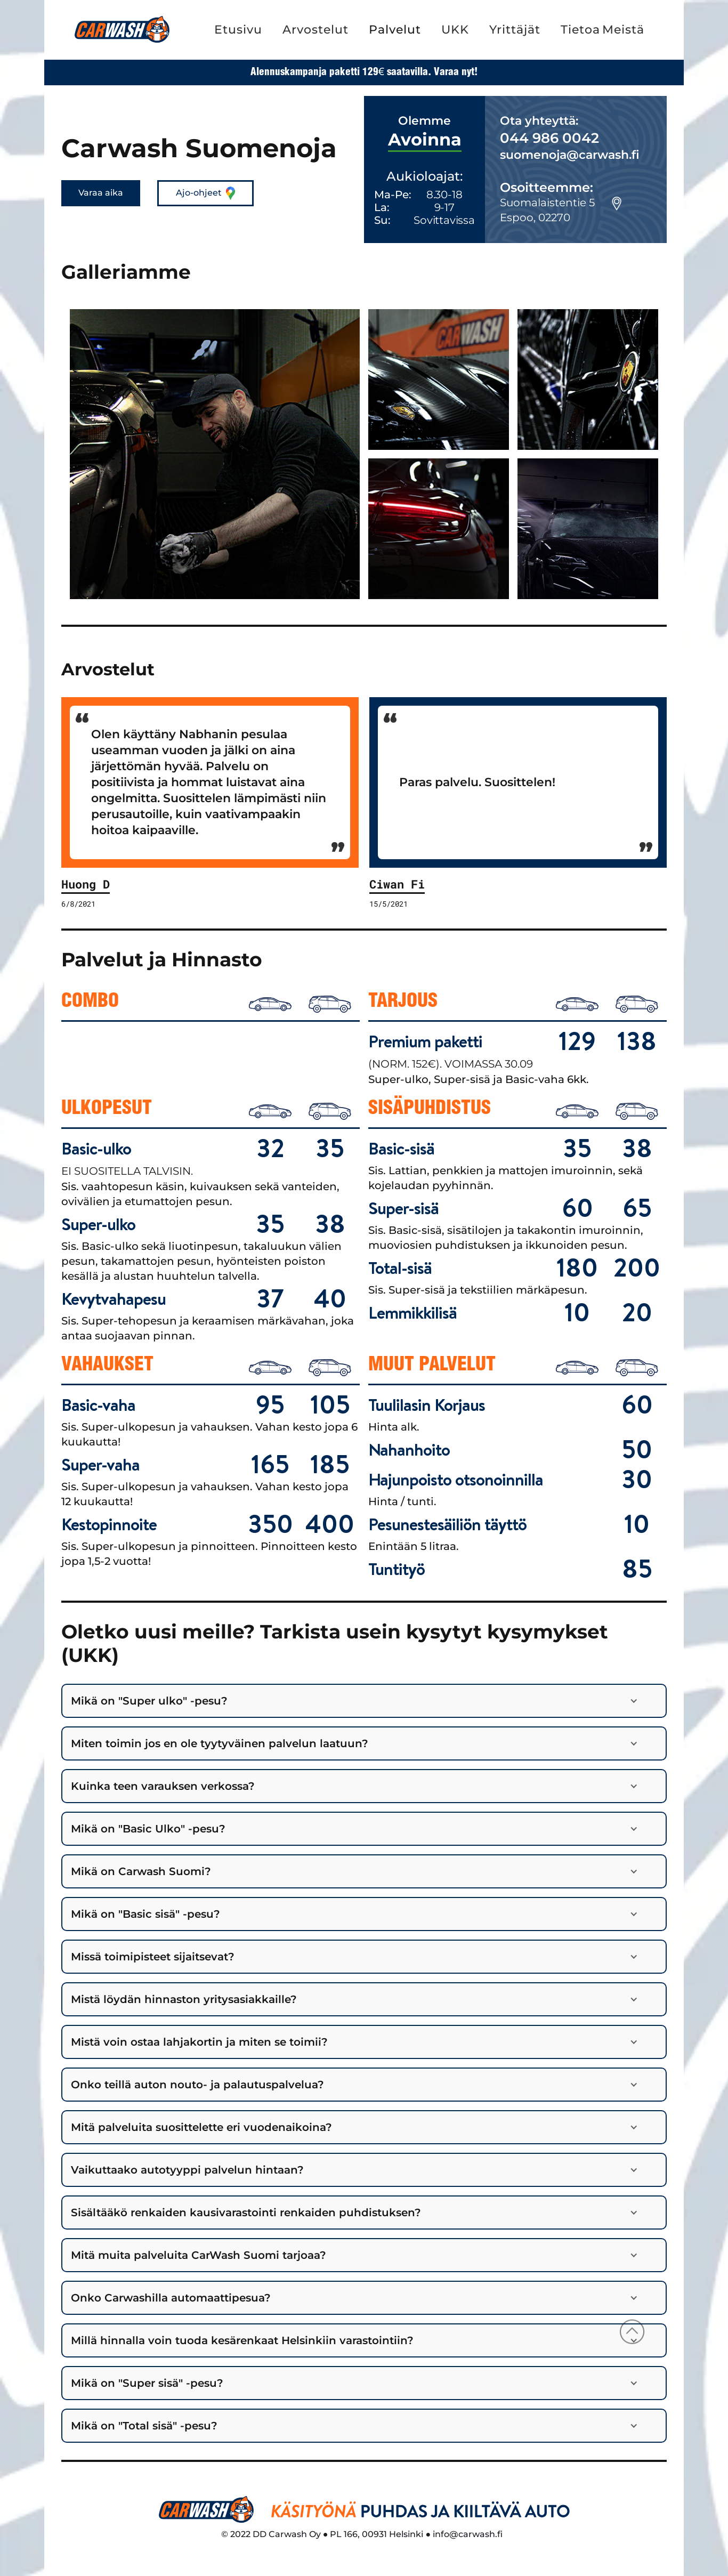 CARWASH
Etusivu
Arvostelut
Palvelut
UKK
Yrittäjät
Tietoa Meistä
Alennuskampanja paketti 129€ saatavilla. Varaa nyt!
Carwash Suomenoja
Varaa aika
Ajo-ohjeet
Olemme
Avoinna
Aukioloajat:
Ma-Pe: 8.30-18
La: 9-17
Su: Sovittavissa
Ota yhteyttä:
044 986 0042
suomenoja@carwash.fi
Osoitteemme:
Suomalaistentie 5
Espoo, 02270
Galleriamme
CARWASH
Arvostelut
“
Olen käyttäny Nabhanin pesulaa
useamman vuoden ja jälki on aina
järjettömän hyvää. Palvelu on
positiivista ja hommat luistavat aina
ongelmitta. Suosittelen lämpimästi niin
perusautoille, kuin vaativampaakin
hoitoa kaipaaville.
”
Huong D
6/8/2021
“
Paras palvelu. Suosittelen!
”
Ciwan Fi
15/5/2021
Palvelut ja Hinnasto
COMBO
TARJOUS
Premium paketti 129 138
(NORM. 152€). VOIMASSA 30.09
Super-ulko, Super-sisä ja Basic-vaha 6kk.
ULKOPESUT
Basic-ulko 32 35
EI SUOSITELLA TALVISIN.
Sis. vaahtopesun käsin, kuivauksen sekä vanteiden,
ovivälien ja etumattojen pesun.
Super-ulko 35 38
Sis. Basic-ulko sekä liuotinpesun, takaluukun välien
pesun, takamattojen pesun, hyönteisten poiston
kesällä ja alustan huuhtelun talvella.
Kevytvahapesu 37 40
Sis. Super-tehopesun ja keraamisen märkävahan, joka
antaa suojaavan pinnan.
SISÄPUHDISTUS
Basic-sisä 35 38
Sis. Lattian, penkkien ja mattojen imuroinnin, sekä
kojelaudan pyyhinnän.
Super-sisä 60 65
Sis. Basic-sisä, sisätilojen ja takakontin imuroinnin,
muoviosien puhdistuksen ja ikkunoiden pesun.
Total-sisä 180 200
Sis. Super-sisä ja tekstiilien märkäpesun.
Lemmikkilisä 10 20
VAHAUKSET
Basic-vaha 95 105
Sis. Super-ulkopesun ja vahauksen. Vahan kesto jopa 6
kuukautta!
Super-vaha 165 185
Sis. Super-ulkopesun ja vahauksen. Vahan kesto jopa
12 kuukautta!
Kestopinnoite 350 400
Sis. Super-ulkopesun ja pinnoitteen. Pinnoitteen kesto
jopa 1,5-2 vuotta!
MUUT PALVELUT
Tuulilasin Korjaus 60
Hinta alk.
Nahanhoito 50
Hajunpoisto otsonoinnilla 30
Hinta / tunti.
Pesunestesäiliön täyttö 10
Enintään 5 litraa.
Tuntityö 85
Oletko uusi meille? Tarkista usein kysytyt kysymykset
(UKK)
Mikä on "Super ulko" -pesu?
Miten toimin jos en ole tyytyväinen palvelun laatuun?
Kuinka teen varauksen verkossa?
Mikä on "Basic Ulko" -pesu?
Mikä on Carwash Suomi?
Mikä on "Basic sisä" -pesu?
Missä toimipisteet sijaitsevat?
Mistä löydän hinnaston yritysasiakkaille?
Mistä voin ostaa lahjakortin ja miten se toimii?
Onko teillä auton nouto- ja palautuspalvelua?
Mitä palveluita suosittelette eri vuodenaikoina?
Vaikuttaako autotyyppi palvelun hintaan?
Sisältääkö renkaiden kausivarastointi renkaiden puhdistuksen?
Mitä muita palveluita CarWash Suomi tarjoaa?
Onko Carwashilla automaattipesua?
Millä hinnalla voin tuoda kesärenkaat Helsinkiin varastointiin?
Mikä on "Super sisä" -pesu?
Mikä on "Total sisä" -pesu?
CARWASH
KÄSITYÖNÄ PUHDAS JA KIILTÄVÄ AUTO
© 2022 DD Carwash Oy ● PL 166, 00931 Helsinki ● info@carwash.fi